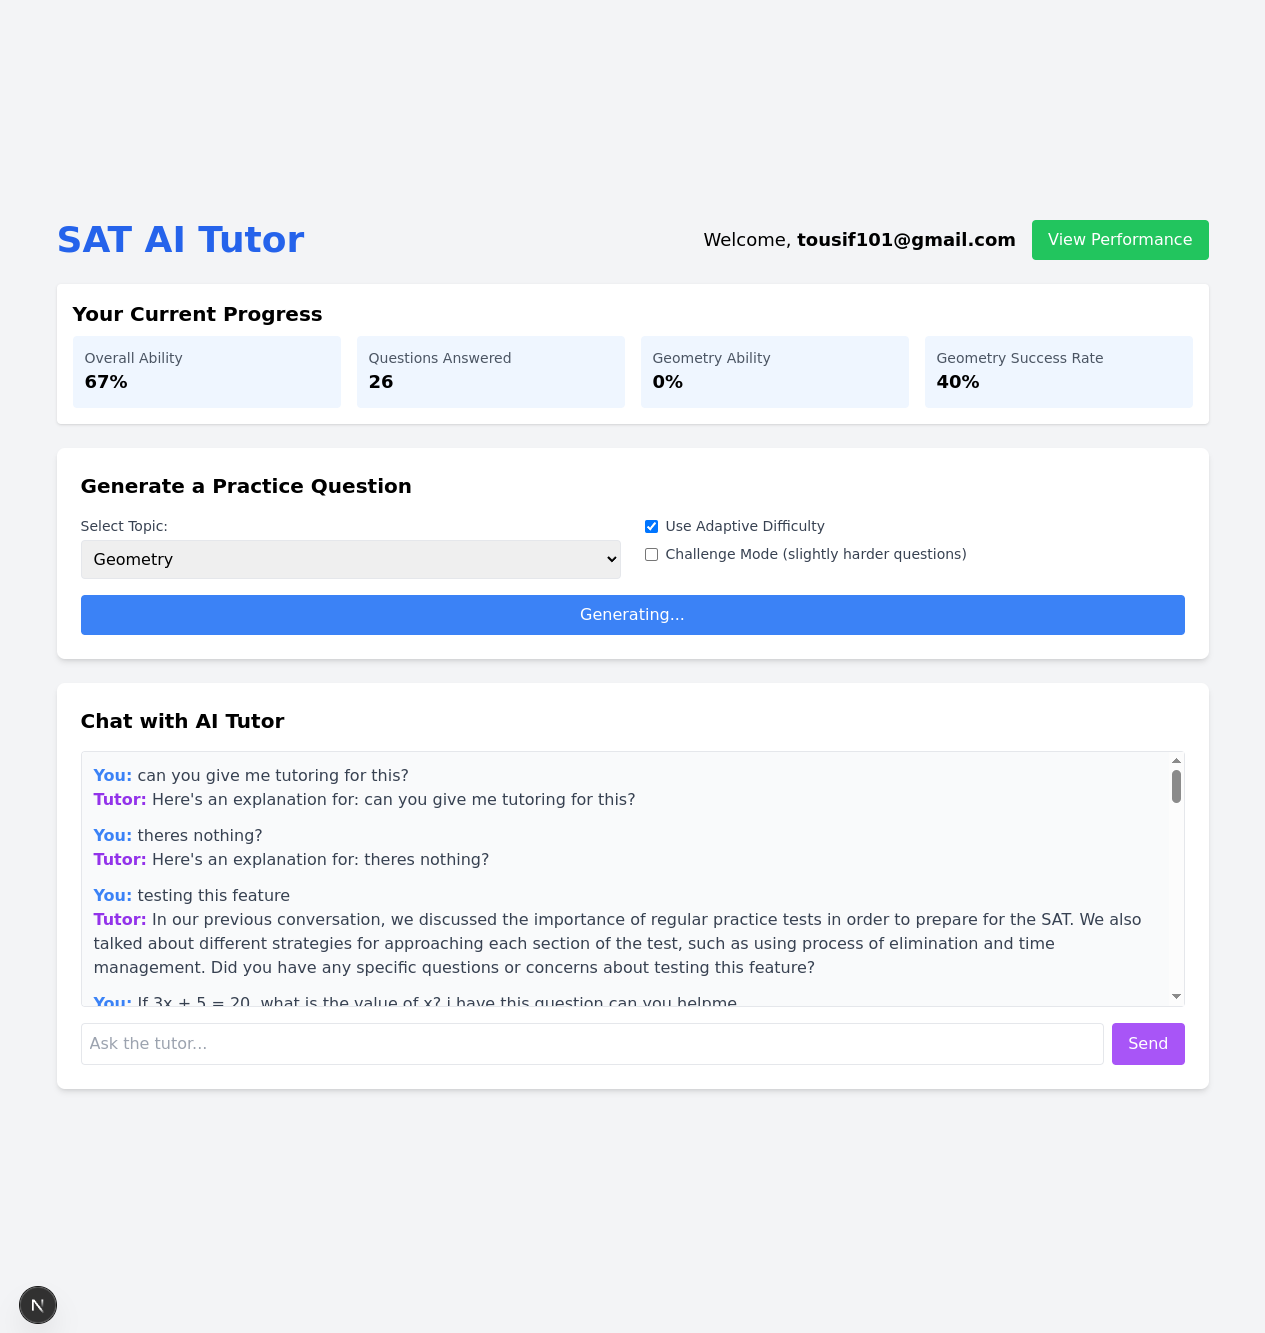 SAT AI Tutor
Welcome, tousif101@gmail.com
View Performance
Your Current Progress
Overall Ability
67%
Questions Answered
26
Geometry Ability
0%
Geometry Success Rate
40%
Generate a Practice Question
Select Topic:
Geometry
Use Adaptive Difficulty
Challenge Mode (slightly harder questions)
Generating...
Chat with AI Tutor
You: can you give me tutoring for this?
Tutor: Here's an explanation for: can you give me tutoring for this?
You: theres nothing?
Tutor: Here's an explanation for: theres nothing?
You: testing this feature
Tutor: In our previous conversation, we discussed the importance of regular practice tests in order to prepare for the SAT. We also
talked about different strategies for approaching each section of the test, such as using process of elimination and time
management. Did you have any specific questions or concerns about testing this feature?
You: If 3x + 5 = 20, what is the value of x? i have this question can you helpme
Ask the tutor...
Send
N